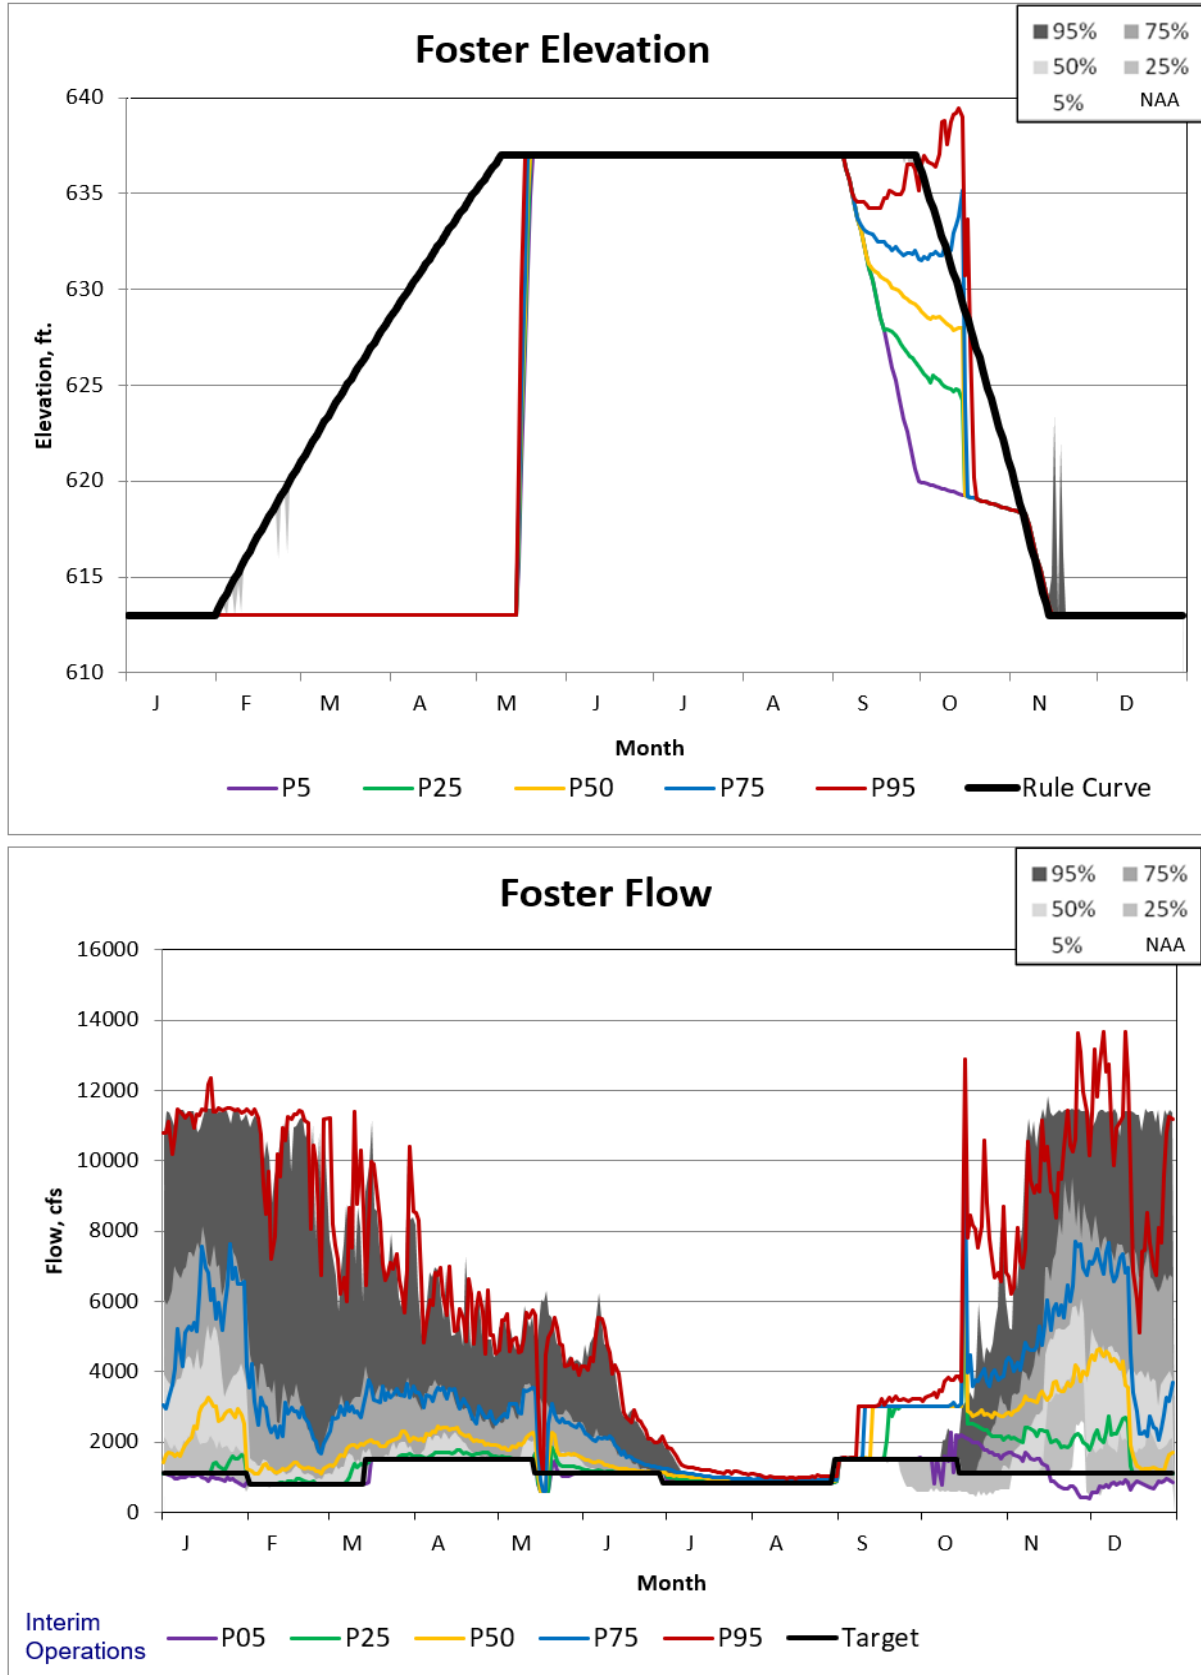 Foster Elevation
95% 75%
50% 25%
5% NAA
640
635
630
625
620
615
610
Elevation, ft.
J F M A M J J A S O N D
Month
P5 P25 P50 P75 P95 Rule Curve
Foster Flow
95% 75%
50% 25%
5% NAA
16000
14000
12000
10000
8000
6000
4000
2000
0
Flow, cfs
J F M A M J J A S O N D
Month
Interim
Operations
P05 P25 P50 P75 P95 Target